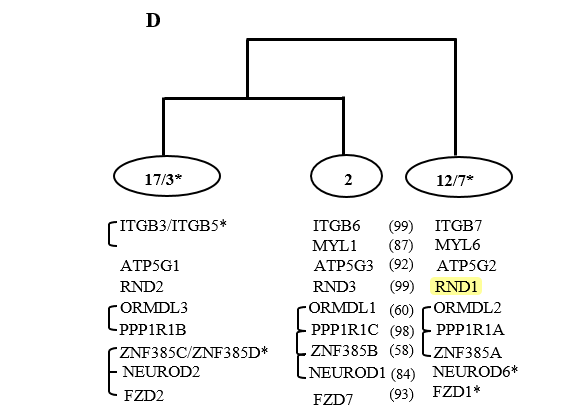 D
17/3* 2 12/7*
ITGB3/ITGB5* ITGB6 (99) ITGB7
MYL1 (87) MYL6
ATP5G1 ATP5G3 (92) ATP5G2
RND2 RND3 (99) RND1
ORMDL3 ORMDL1 (60) ORMDL2
PPP1R1B PPP1R1C (98) PPP1R1A
ZNF385C/ZNF385D* ZNF385B (58) ZNF385A
NEUROD2 NEUROD1 (84) NEUROD6*
FZD2 FZD7 (93) FZD1*